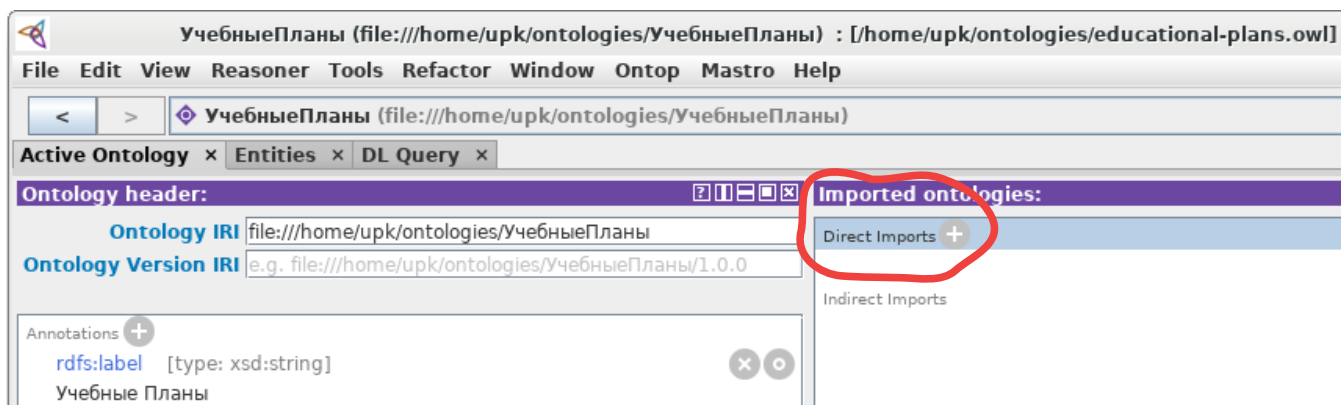 УчебныеПланы (file:///home/upk/ontologies/УчебныеПланы) : [/home/upk/ontologies/educational-plans.owl]
File Edit View Reasoner Tools Refactor Window Ontop Mastro Help
< > УчебныеПланы (file:///home/upk/ontologies/УчебныеПланы)
Active Ontology × Entities × DL Query ×
Ontology header:
Imported ontologies:
Ontology IRI file:///home/upk/ontologies/УчебныеПланы
Direct Imports +
Ontology Version IRI e.g. file:///home/upk/ontologies/УчебныеПланы/1.0.0
Indirect Imports
Annotations +
rdfs:label [type: xsd:string]
Учебные Планы